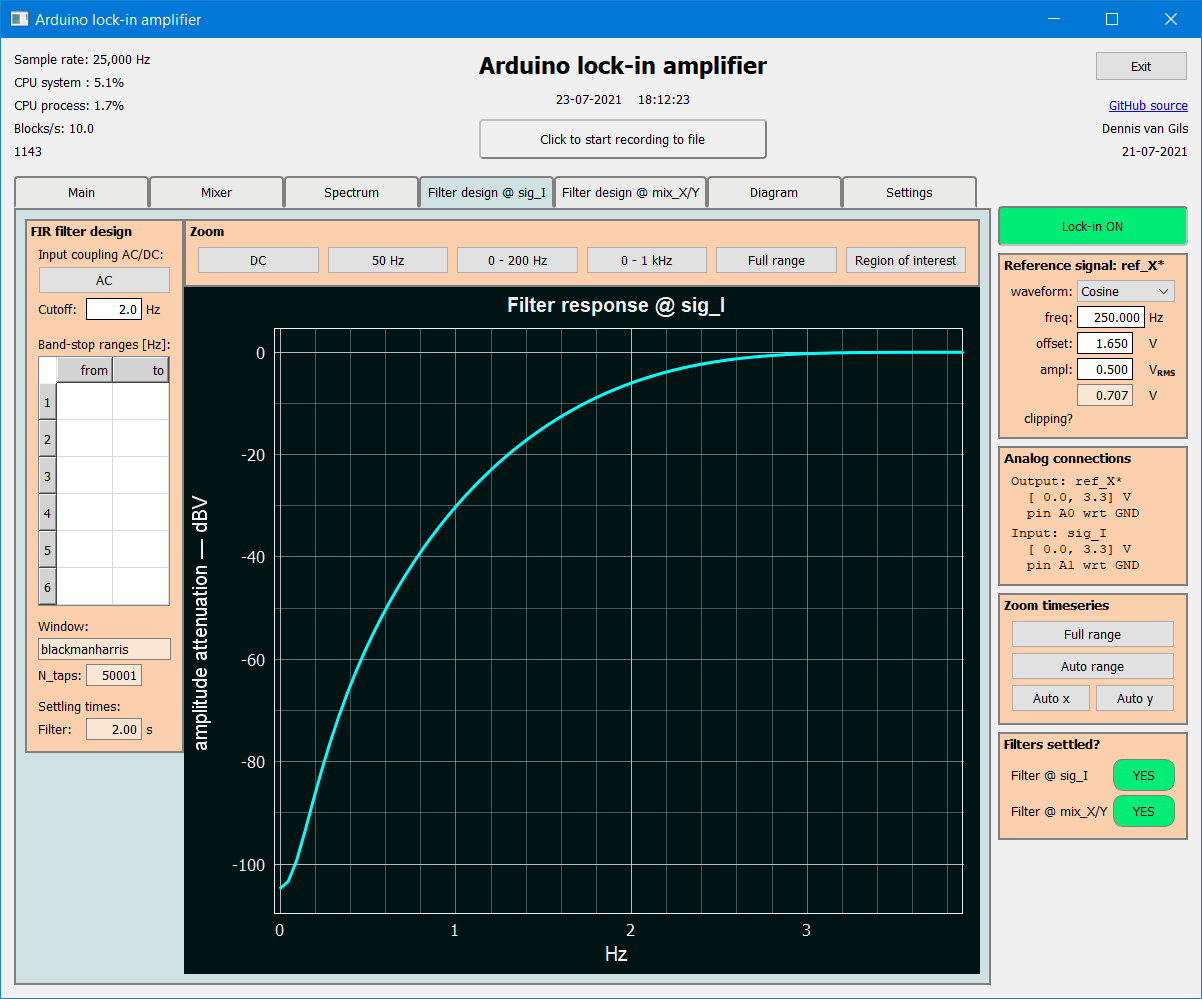 Arduino lock-in amplifier
Sample rate: 25,000 Hz
CPU system : 5.1%
CPU process: 1.7%
Blocks/s: 10.0
1143
Arduino lock-in amplifier
23-07-2021 18:12:23
Click to start recording to file
Exit
GitHub source
Dennis van Gils
21-07-2021
Main Mixer Spectrum Filter design @ sig_I Filter design @ mix_X/Y Diagram Settings
FIR filter design
Input coupling AC/DC:
AC
Cutoff: 2.0 Hz
Band-stop ranges [Hz]:
from to
1
2
3
4
5
6
Window:
blackmanharris
N_taps: 50001
Settling times:
Filter: 2.00 s
Zoom
DC 50 Hz 0 - 200 Hz 0 - 1 kHz Full range Region of interest
Filter response @ sig_I
amplitude attenuation — dBV
0
-20
-40
-60
-80
-100
0 1 2 3
Hz
Lock-in ON
Reference signal: ref_X*
waveform: Cosine
freq: 250.000 Hz
offset: 1.650 V
ampl: 0.500 VRMS
0.707 V
clipping?
Analog connections
Output: ref_X*
[ 0.0, 3.3] V
pin A0 wrt GND
Input: sig_I
[ 0.0, 3.3] V
pin A1 wrt GND
Zoom timeseries
Full range
Auto range
Auto x Auto y
Filters settled?
Filter @ sig_I YES
Filter @ mix_X/Y YES